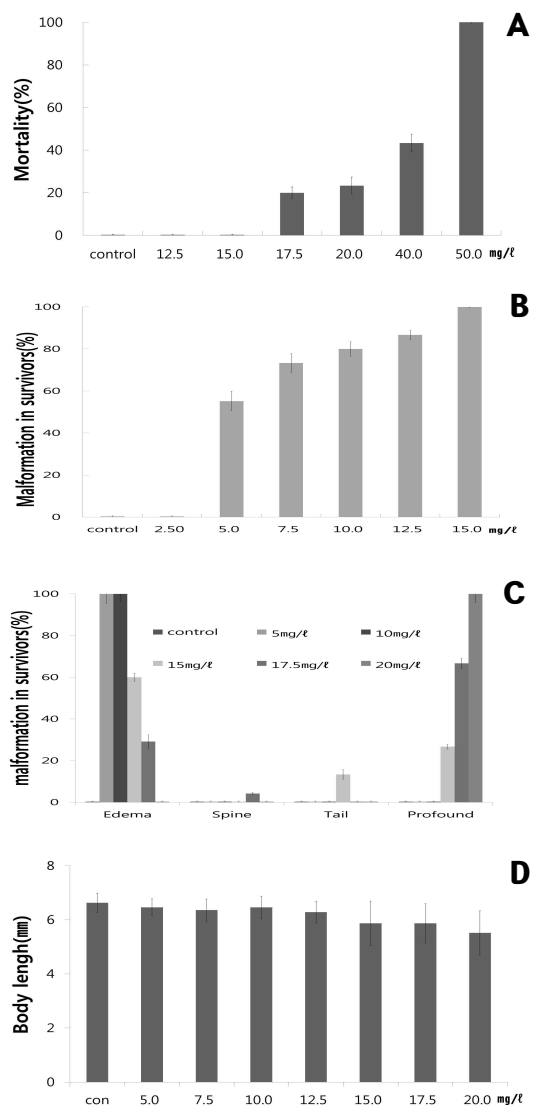 A
Mortality(%)
100
80
60
40
20
0
control 12.5 15.0 17.5 20.0 40.0 50.0 mg/ℓ
B
Malformation in survivors(%)
100
80
60
40
20
0
control 2.50 5.0 7.5 10.0 12.5 15.0 mg/ℓ
C
malformation in survivors(%)
100
80
60
40
20
0
control 5mg/ℓ 10mg/ℓ
15mg/ℓ 17.5mg/ℓ 20mg/ℓ
Edema Spine Tail Profound
D
Body lengh(㎜)
8
6
4
2
0
con 5.0 7.5 10.0 12.5 15.0 17.5 20.0 mg/ℓ